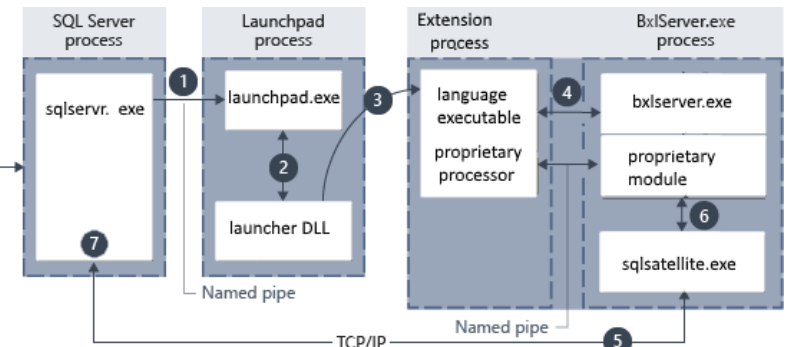 SQL Server
process
Launchpad
process
Extension
process
BxlServer.exe
process
1
sqlservr. exe
launchpad.exe
2
launcher DLL
3
language
executable
proprietary
processor
4
bxlserver.exe
proprietary
module
6
sqlsatellite.exe
7
Named pipe
Named pipe
TCP/IP
5